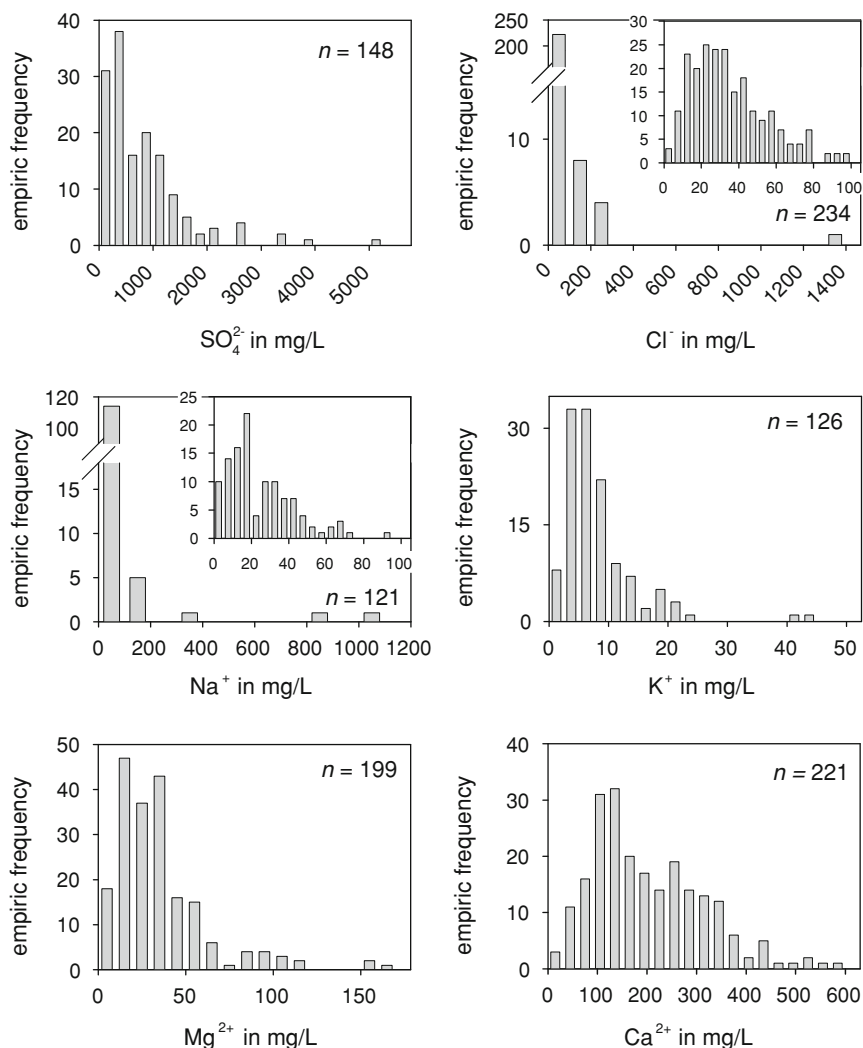 empiric frequency
40
30
20
10
0
n = 148
0
1000
2000
3000
4000
5000
SO₄²⁻ in mg/L
empiric frequency
250
200
10
0
30
25
20
15
10
5
0
0 20 40 60 80 100
n = 234
0
200
400
600
800
1000
1200
1400
Cl⁻ in mg/L
empiric frequency
120
100
15
10
5
0
25
20
15
10
5
0
0 20 40 60 80 100
n = 121
0 200 400 600 800 1000 1200
Na⁺ in mg/L
empiric frequency
30
15
0
n = 126
0 10 20 30 40 50
K⁺ in mg/L
empiric frequency
50
40
30
20
10
0
n = 199
0 50 100 150
Mg²⁺ in mg/L
empiric frequency
40
30
20
10
0
n = 221
0 100 200 300 400 500 600
Ca²⁺ in mg/L